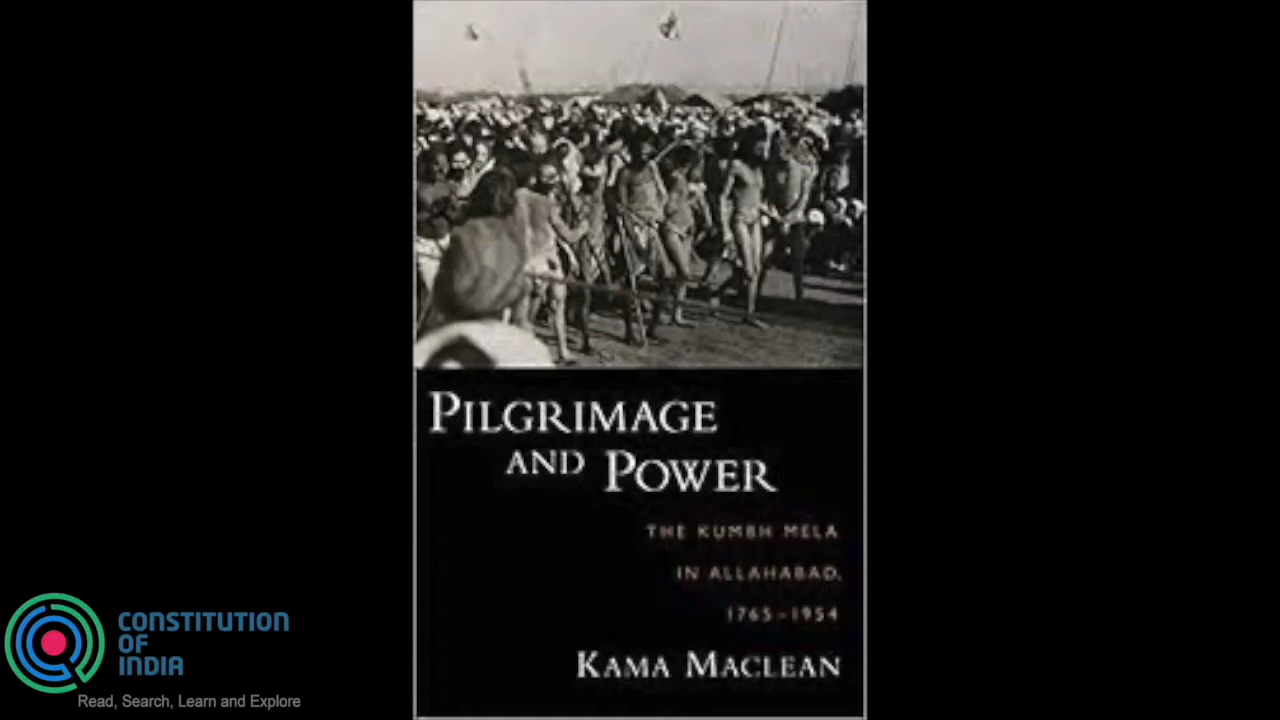 PILGRIMAGE
AND POWER
THE KUMBH MELA
IN ALLAHABAD,
1765–1954
KAMA MACLEAN
CONSTITUTION
OF
INDIA
Read, Search, Learn and Explore